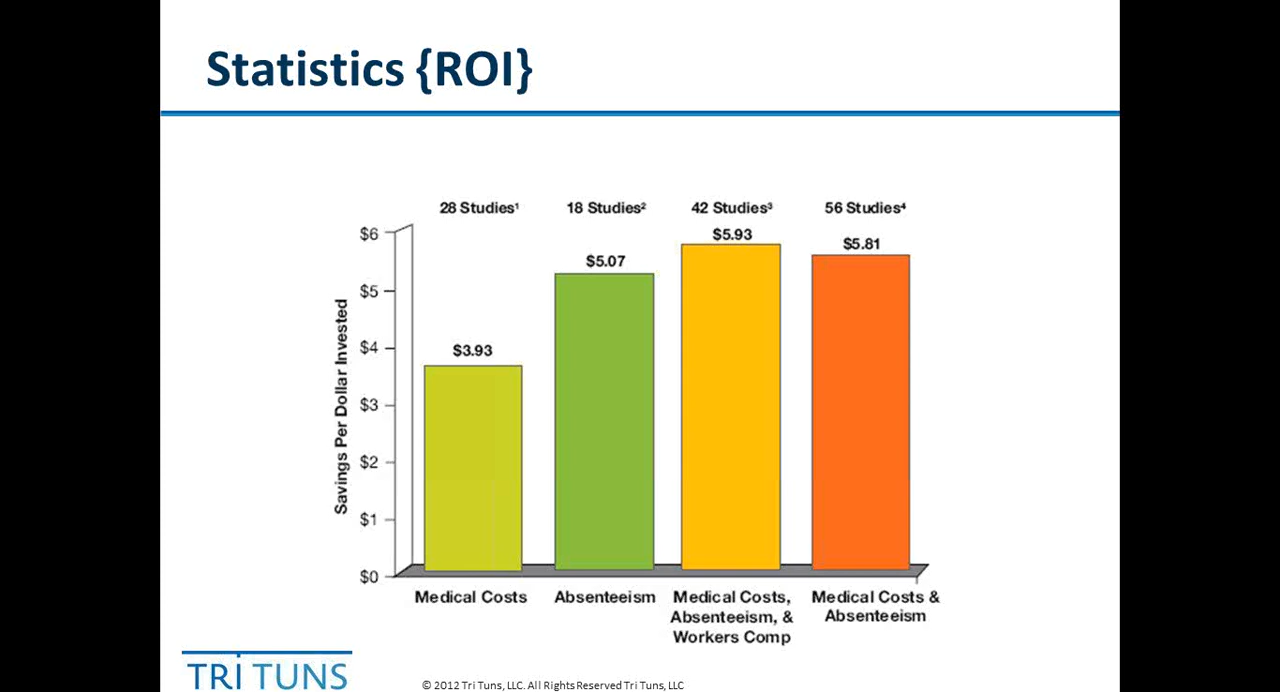 Statistics {ROI}
28 Studies¹ 18 Studies² 42 Studies³ 56 Studies⁴
$3.93 $5.07 $5.93 $5.81
Savings Per Dollar Invested
$6
$5
$4
$3
$2
$1
$0
Medical Costs
Absenteeism
Medical Costs,
Absenteeism, &
Workers Comp
Medical Costs &
Absenteeism
TRi TUNS
© 2012 Tri Tuns, LLC. All Rights Reserved Tri Tuns, LLC